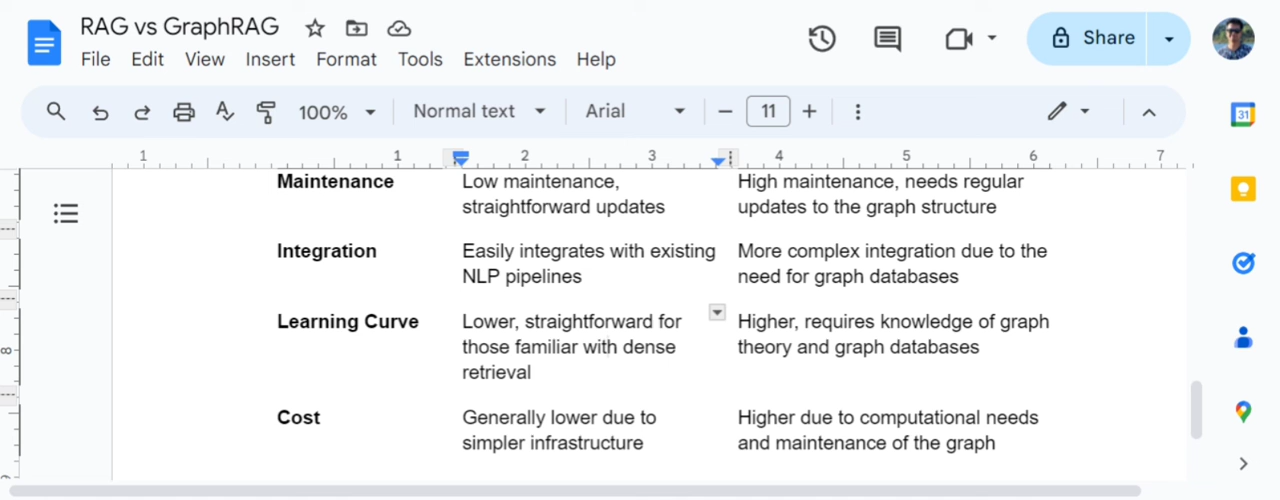 RAG vs GraphRAG
File Edit View Insert Format Tools Extensions Help
Share
100% Normal text Arial 11
1 1 2 3 4 5 6 7
Maintenance
Low maintenance,
straightforward updates
High maintenance, needs regular
updates to the graph structure
Integration
Easily integrates with existing
NLP pipelines
More complex integration due to the
need for graph databases
Learning Curve
Lower, straightforward for
those familiar with dense
retrieval
Higher, requires knowledge of graph
theory and graph databases
Cost
Generally lower due to
simpler infrastructure
Higher due to computational needs
and maintenance of the graph
8
31